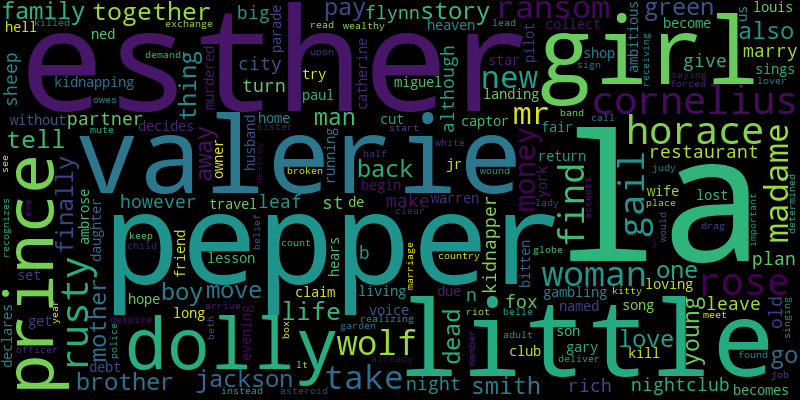 family together big pay flynn story ransom green us louis
hell killed ned parade heaven exchange read wealthy lead become also
esther girl
sheep kidnapping thing city murdered try catherine star pilot shop ambitious receiving give marry
without partner decides turn paul miguel although new collect sings
demand upon landing saying forced lover
owes home man cut captor mr sign band cornelius
tell mute sister start fair call horace
valerie la
away owner husband running jr back half white york restaurant
see finally ambrose daughter destroy broken begin wound return money find gail judy madame
however travel leaf st de make warren lady accepts wife lost place would determined
prince pepper
recognizes eve keep child friend lesson belief count hears b clear marriage country kidnapper bitten globe woman one drag important plan
set rusty mother boy move claim living due n fox loving rose
hope long life voice gambling kitty oleave old
declares get year police despite arrive evening box garden realizing riot belle named song young meet singing
dolly little
officer debt bet wolf dead adult son love found go
brother jackson already take night member club gary deliver kill rich job
instead lt asteroid smith nightclub becomes